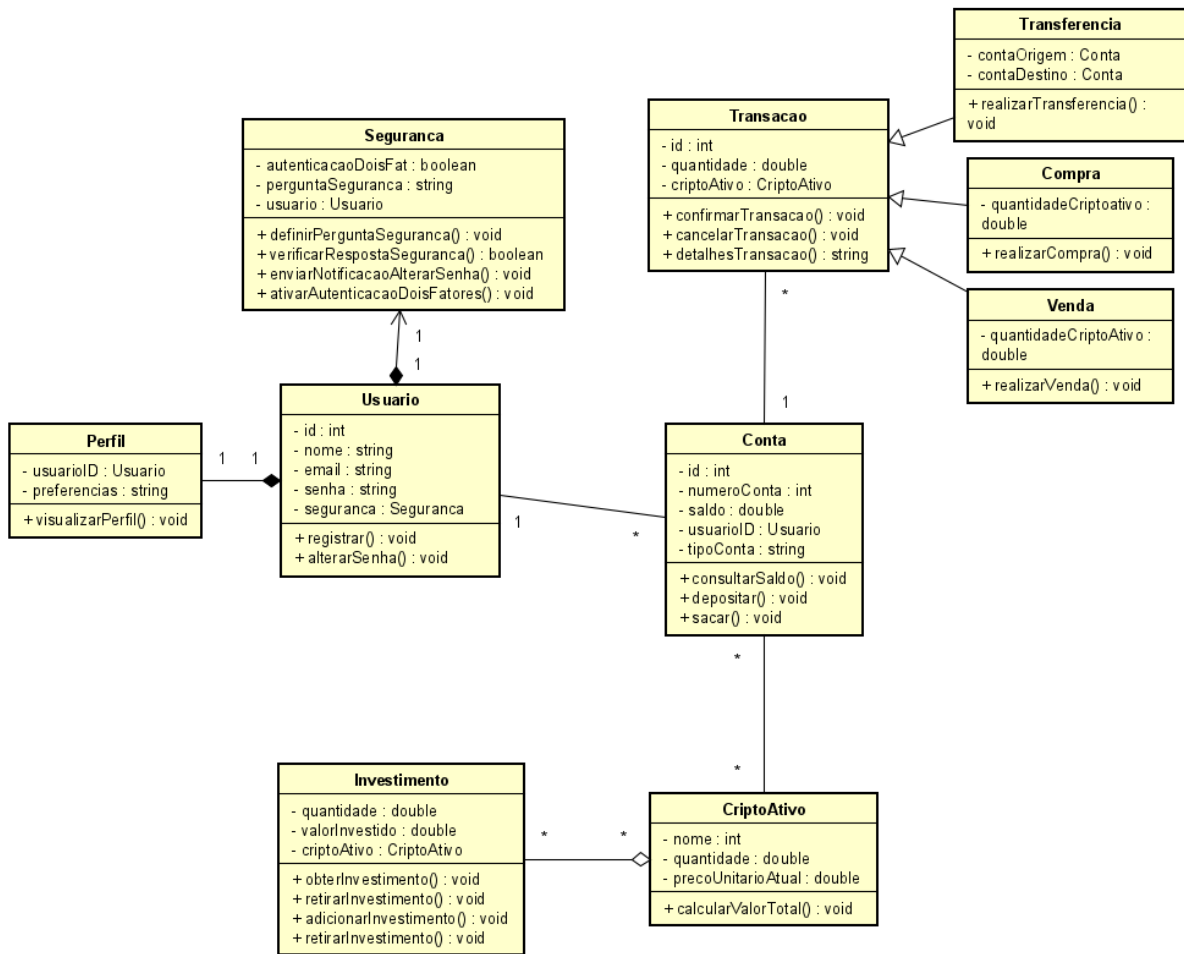 Transferencia
- contaOrigem : Conta
- contaDestino : Conta
+ realizarTransferencia() :
void
Transacao
- id : int
- quantidade : double
- criptoAtivo : CriptoAtivo
+ confirmarTransacao() : void
+ cancelarTransacao() : void
+ detalhesTransacao() : string
Compra
- quantidadeCriptoativo :
double
+ realizarCompra() : void
Venda
- quantidadeCriptoAtivo :
double
+ realizarVenda() : void
Seguranca
- autenticacaoDoisFat : boolean
- perguntaSeguranca : string
- usuario : Usuario
+ definirPerguntaSeguranca() : void
+ verificarRespostaSeguranca() : boolean
+ enviarNotificacaoAlterarSenha() : void
+ ativarAutenticacaoDoisFatores() : void
*
1
1
1
Usuario
- id : int
- nome : string
- email : string
- senha : string
- seguranca : Seguranca
+ registrar() : void
+ alterarSenha() : void
Perfil
- usuarioID : Usuario
- preferencias : string
+ visualizarPerfil() : void
1 1
1
*
Conta
- id : int
- numeroConta : int
- saldo : double
- usuarioID : Usuario
- tipoConta : string
+ consultarSaldo() : void
+ depositar() : void
+ sacar() : void
*
*
Investimento
- quantidade : double
- valorInvestido : double
- criptoAtivo : CriptoAtivo
+ obterInvestimento() : void
+ retirarInvestimento() : void
+ adicionarInvestimento() : void
+ retirarInvestimento() : void
* *
CriptoAtivo
- nome : int
- quantidade : double
- precoUnitarioAtual : double
+ calcularValorTotal() : void